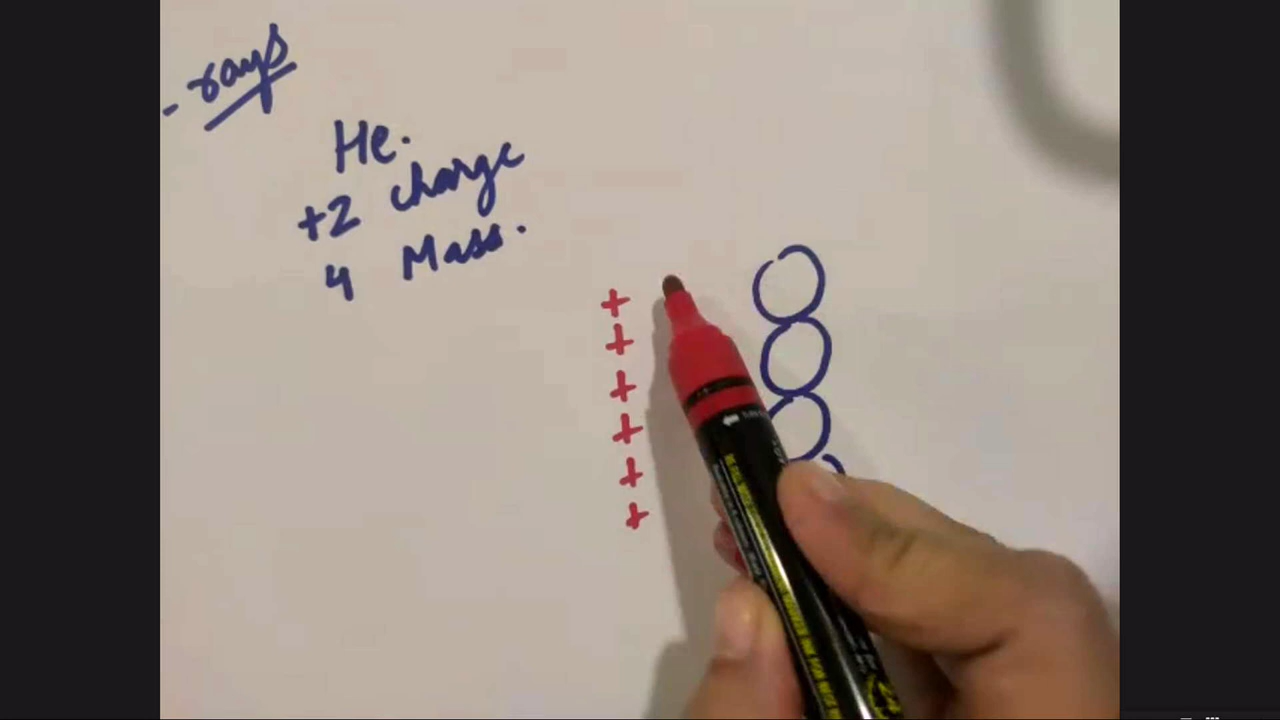 - rays
He.
+2 charge
4 Mass.
+
+
+
+
+
+